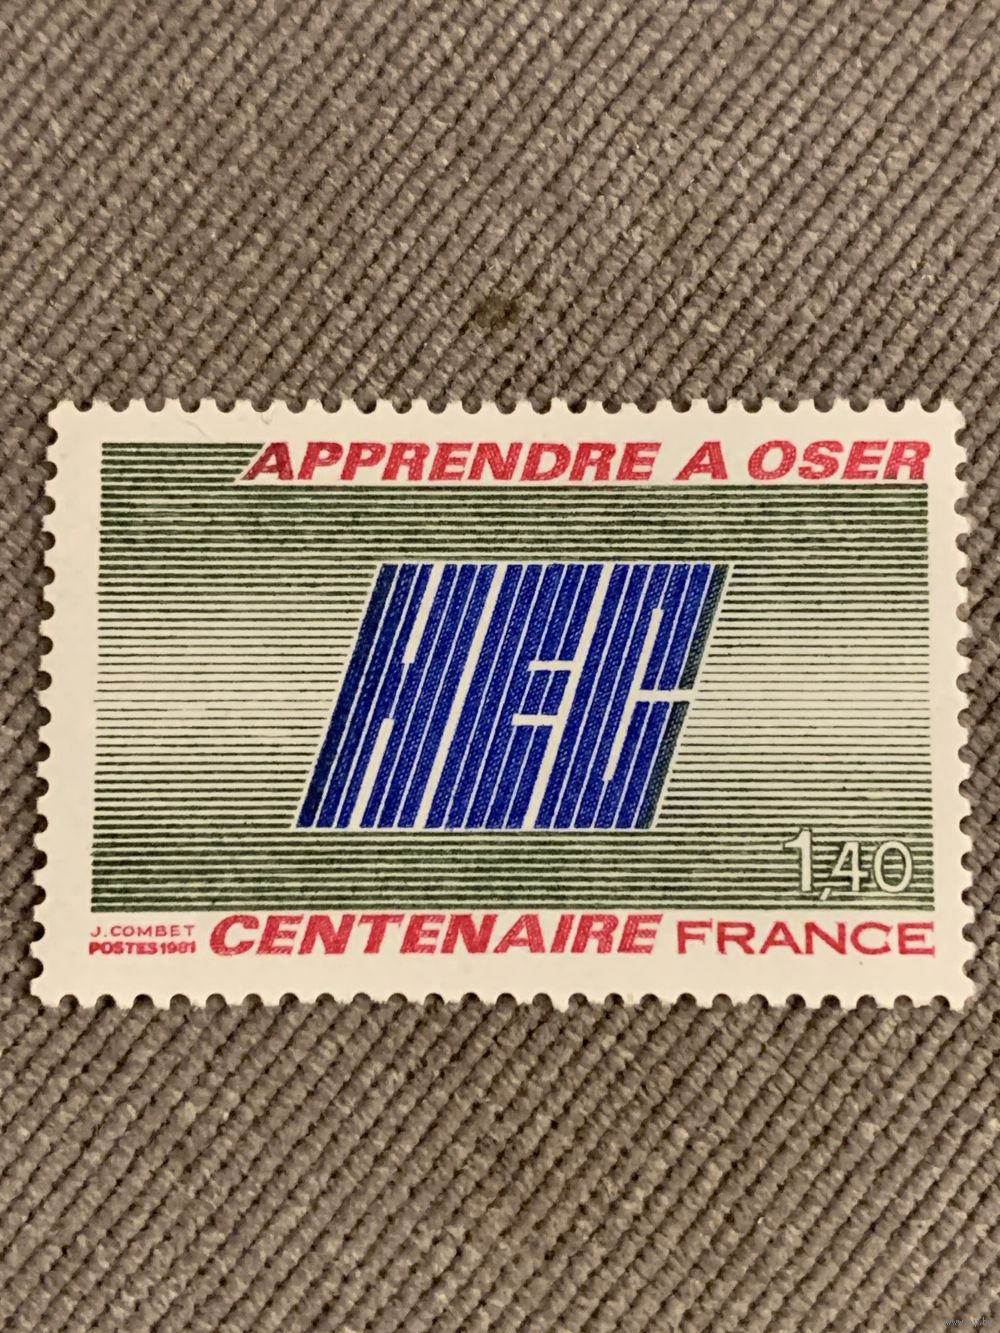 APPRENDRE A OSER
HEC
1,40
J.COMBET
POSTES 1981
CENTENAIRE FRANCE